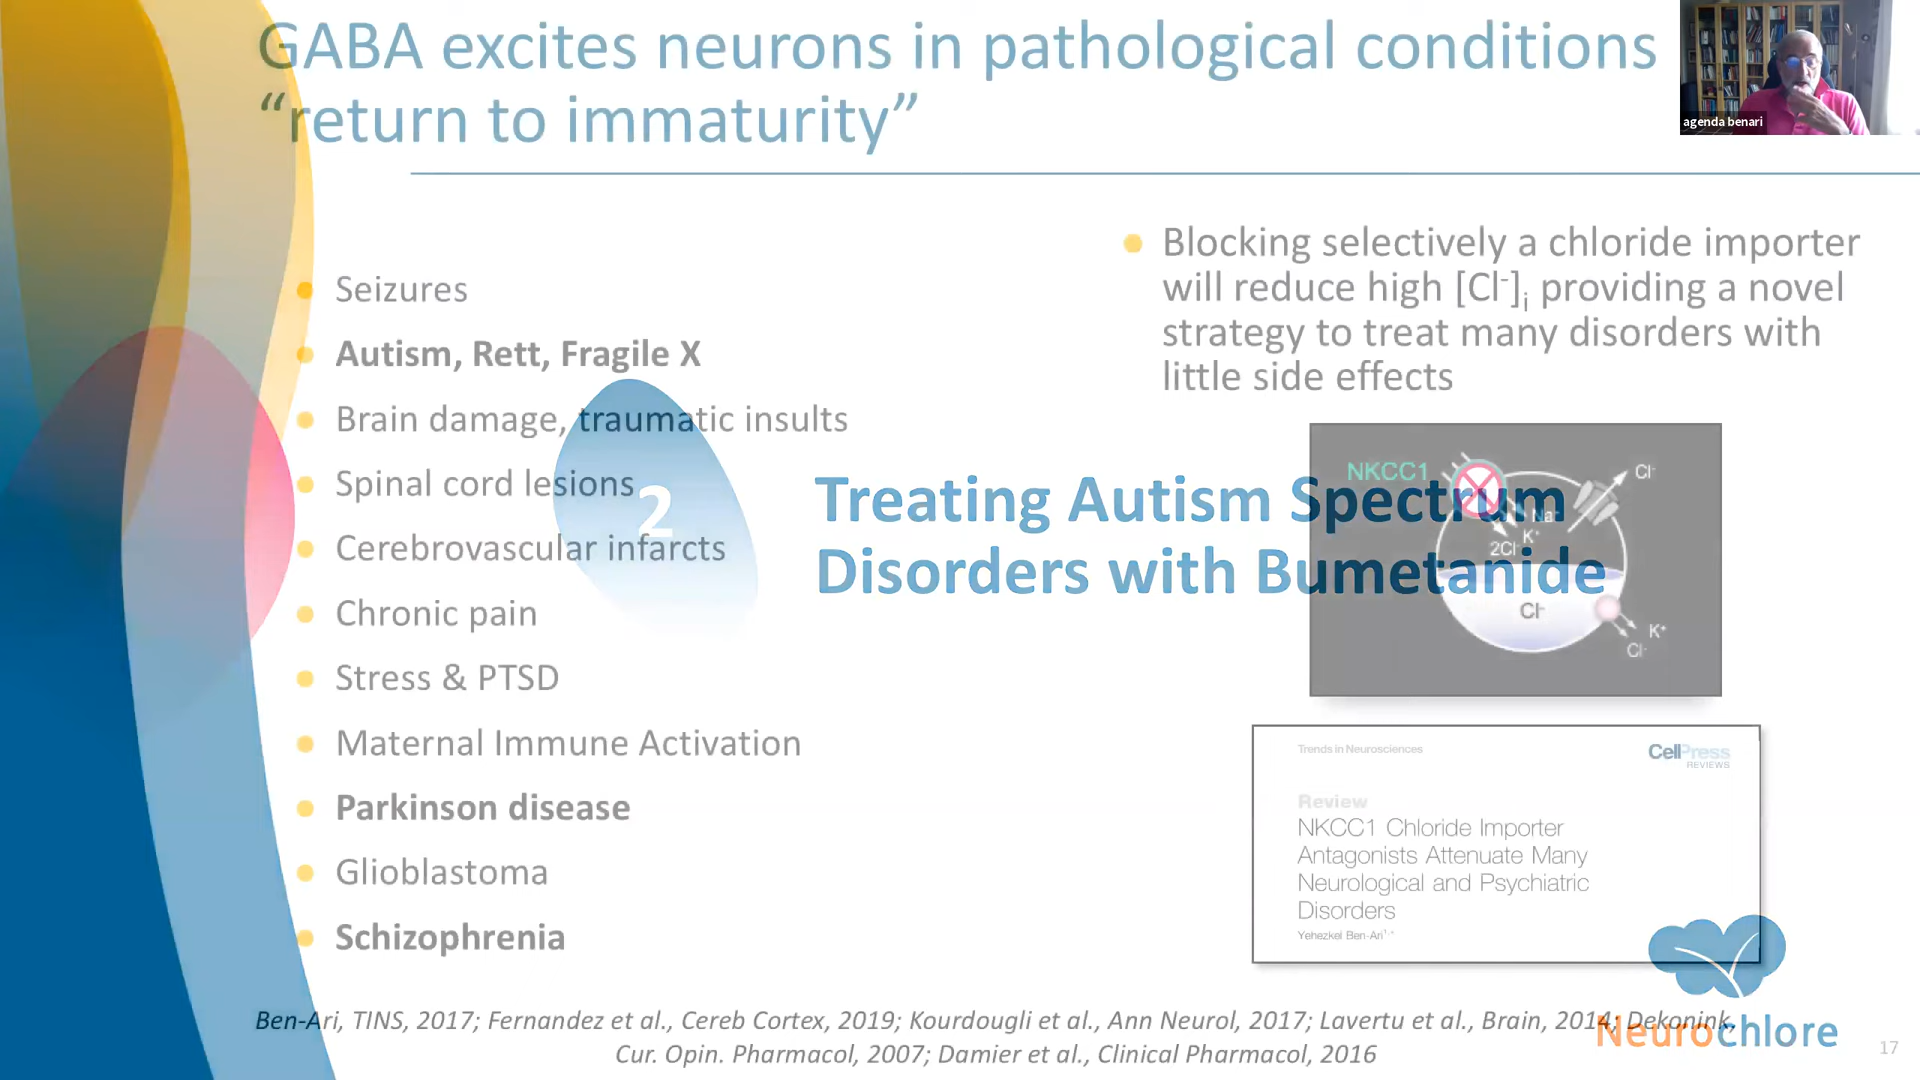 GABA excites neurons in pathological conditions
“return to immaturity”
agenda benari
Seizures
Autism, Rett, Fragile X
Brain damage, traumatic insults
Spinal cord lesions
Cerebrovascular infarcts
Chronic pain
Stress & PTSD
Maternal Immune Activation
Parkinson disease
Glioblastoma
Schizophrenia
Blocking selectively a chloride importer
will reduce high [Cl-]i providing a novel
strategy to treat many disorders with
little side effects
2
Treating Autism Spectrum
Disorders with Bumetanide
NKCC1
Cl-
Na+
K+
2Cl-
Cl-
K+
Cl-
Trends in Neurosciences
CellPress
REVIEWS
Review
NKCC1 Chloride Importer
Antagonists Attenuate Many
Neurological and Psychiatric
Disorders
Yehezkel Ben-Ari1,*
Ben-Ari, TINS, 2017; Fernandez et al., Cereb Cortex, 2019; Kourdougli et al., Ann Neurol, 2017; Lavertu et al., Brain, 2014; Dekonink,
Cur. Opin. Pharmacol, 2007; Damier et al., Clinical Pharmacol, 2016
Neurochlore
17